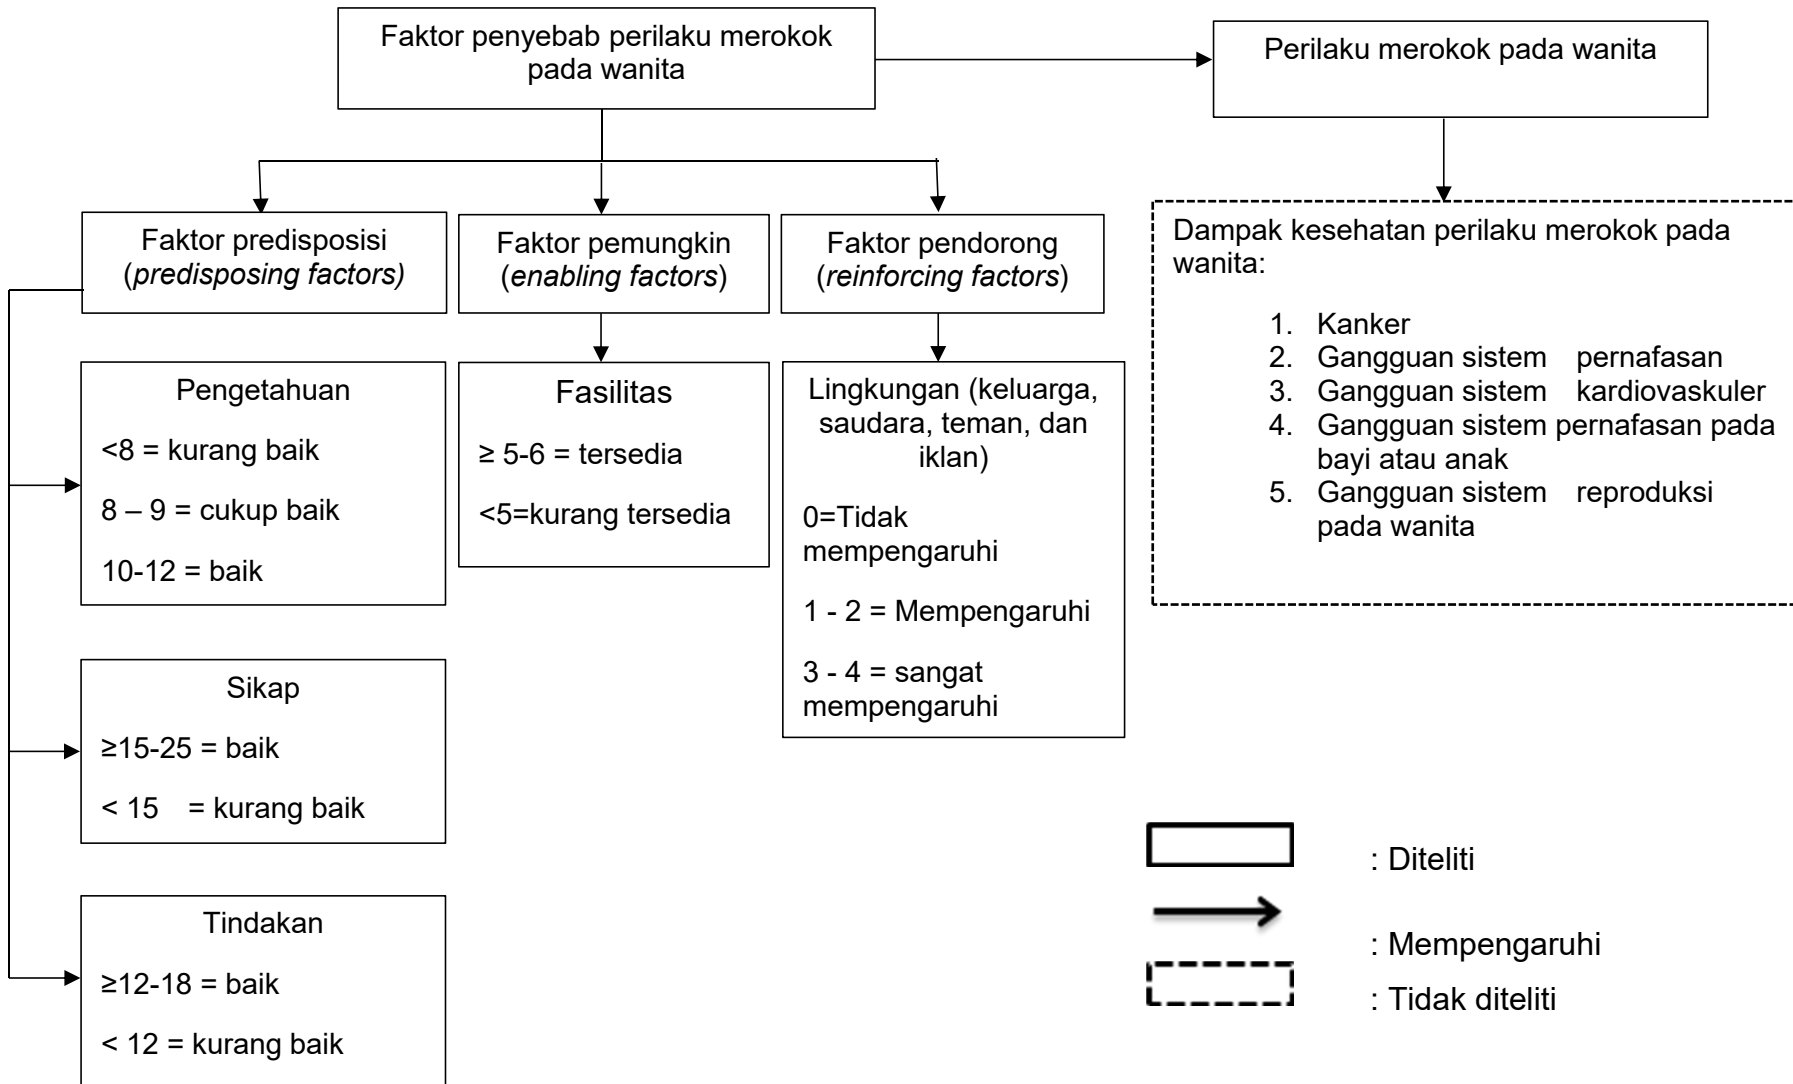 Faktor penyebab perilaku merokok
pada wanita
Perilaku merokok pada wanita
Faktor predisposisi
(predisposing factors)
Faktor pemungkin
(enabling factors)
Faktor pendorong
(reinforcing factors)
Dampak kesehatan perilaku merokok pada
wanita:
1. Kanker
2. Gangguan sistem pernafasan
3. Gangguan sistem kardiovaskuler
4. Gangguan sistem pernafasan pada
bayi atau anak
5. Gangguan sistem reproduksi
pada wanita
Pengetahuan
<8 = kurang baik
8 – 9 = cukup baik
10-12 = baik
Fasilitas
≥ 5-6 = tersedia
<5=kurang tersedia
Lingkungan (keluarga,
saudara, teman, dan
iklan)
0=Tidak
mempengaruhi
1 - 2 = Mempengaruhi
3 - 4 = sangat
mempengaruhi
Sikap
≥15-25 = baik
< 15 = kurang baik
Tindakan
≥12-18 = baik
< 12 = kurang baik
: Diteliti
: Mempengaruhi
: Tidak diteliti